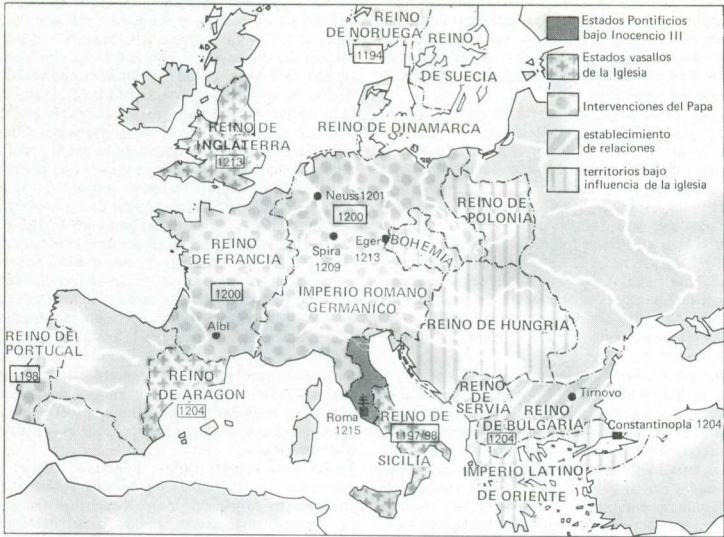 REINO
DE NORUEGA
1194
REINO
DE SUECIA
Estados Pontificios
bajo Inocencio III
Estados vasallos
de la Iglesia
Intervenciones del Papa
establecimiento
de relaciones
territorios bajo
influencia de la iglesia
REINO DE
INGLATERRA
1213
REINO DE DINAMARCA
Neuss 1201
1200
REINO DE
POLONIA
Eger
1213
BOHEMIA
Spira
1209
REINO
DE FRANCIA
1200
IMPERIO ROMANO
GERMANICO
REINO DE HUNGRIA
Albi
REINO DE
PORTUGAL
1198
REINO
DE ARAGON
1204
Roma
1215
REINO DE
1197/98
SICILIA
REINO
DE
SERVIA
Tirnovo
REINO
DE BULGARIA
1204
Constantinopla 1204
IMPERIO LATINO
DE ORIENTE